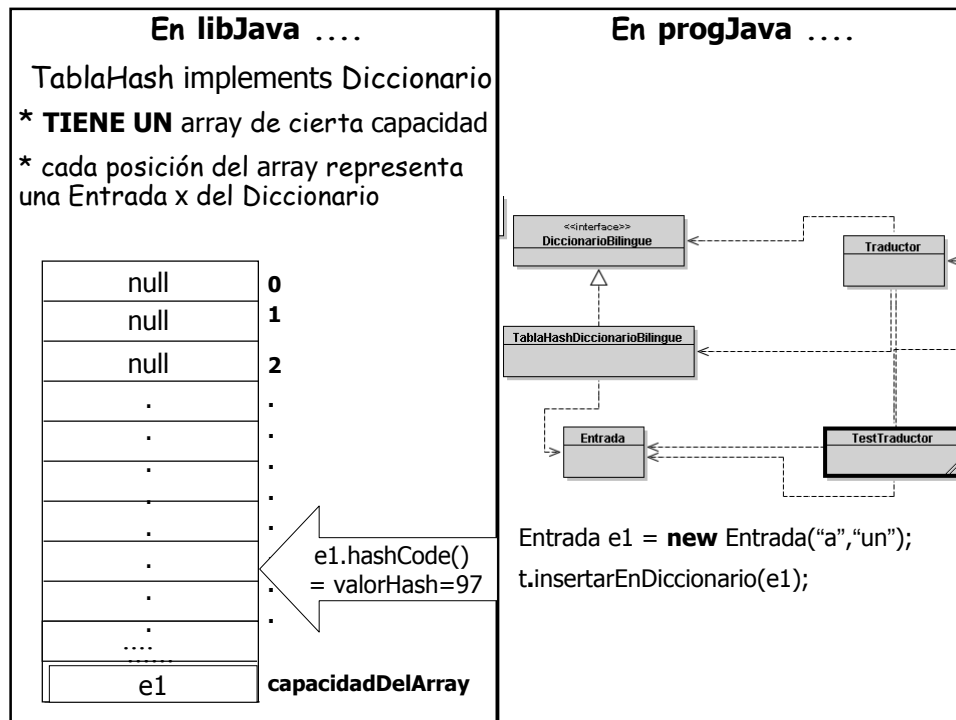 En libJava ....
TablaHash implements Diccionario
* TIENE UN array de cierta capacidad
* cada posición del array representa
una Entrada x del Diccionario
null 0
null 1
null 2
. .
. .
. .
. .
. .
.
. .
. .
....
......
e1 capacidadDelArray
e1.hashCode()
= valorHash=97
En progJava ....
<<interface>>
DiccionarioBilingue
Traductor
TablaHashDiccionarioBilingue
Entrada
TestTraductor
Entrada e1 = new Entrada(“a”,“un”);
t.insertarEnDiccionario(e1);